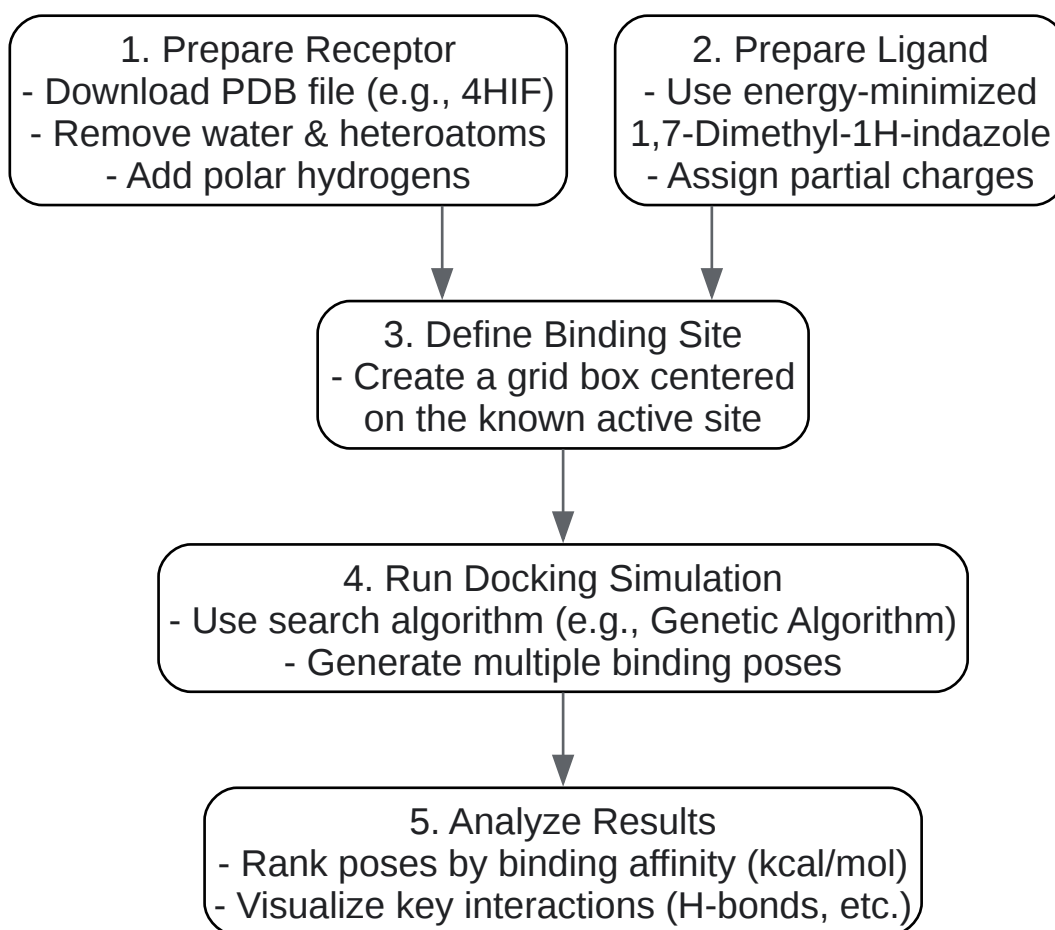 1. Prepare Receptor
- Download PDB file (e.g., 4HIF)
- Remove water & heteroatoms
- Add polar hydrogens
2. Prepare Ligand
- Use energy-minimized
1,7-Dimethyl-1H-indazole
- Assign partial charges
3. Define Binding Site
- Create a grid box centered
on the known active site
4. Run Docking Simulation
- Use search algorithm (e.g., Genetic Algorithm)
- Generate multiple binding poses
5. Analyze Results
- Rank poses by binding affinity (kcal/mol)
- Visualize key interactions (H-bonds, etc.)